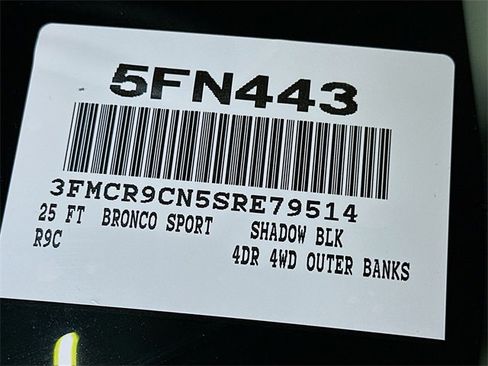 5FN443
3FMCR9CN5SRE79514
25 FT BRONCO SPORT SHADOW BLK
R9C 4DR 4WD OUTER BANKS